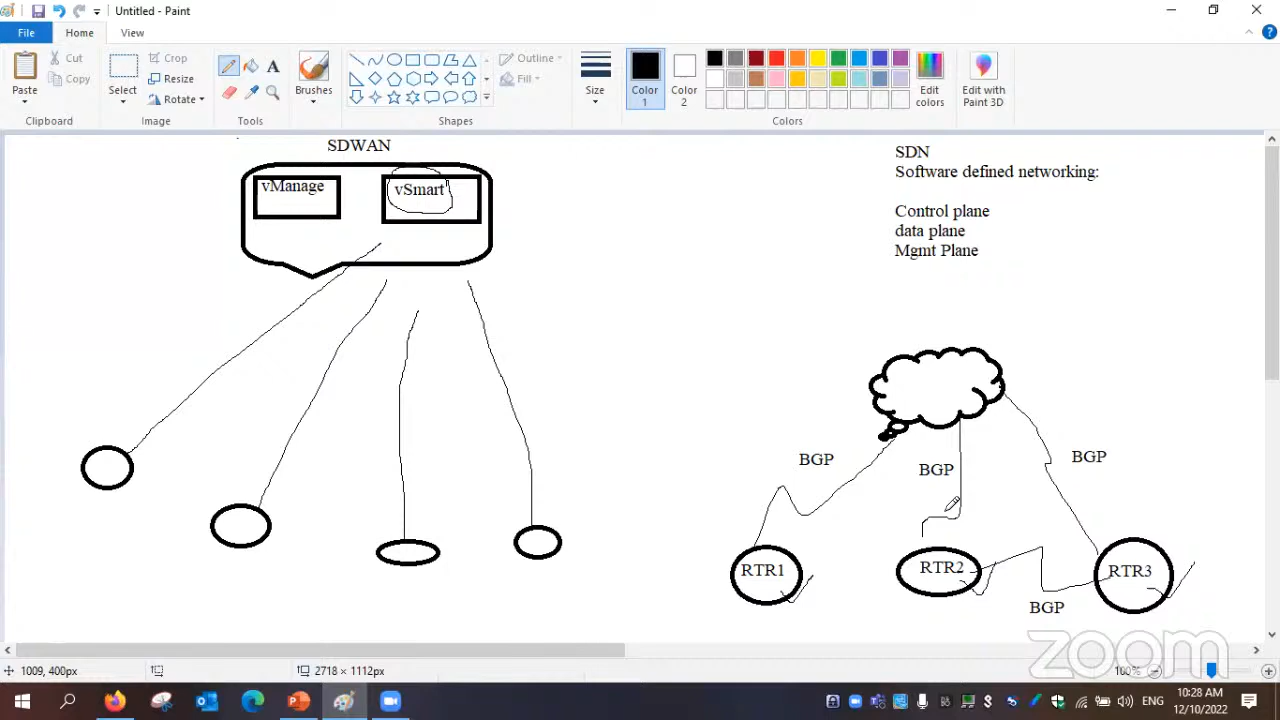 Untitled - Paint
File
Home
View
Paste
Cut
Copy
Clipboard
Select
Crop
Resize
Rotate
Image
Tools
Brushes
Outline
Fill
Shapes
Size
Color
1
Color
2
Edit
colors
Colors
Edit with
Paint 3D
SDWAN
vManage
vSmart
SDN
Software defined networking:
Control plane
data plane
Mgmt Plane
BGP
BGP
BGP
RTR1
RTR2
RTR3
BGP
zoom
1009, 400px
2718 × 1112px
100%
ENG
10:28 AM
12/10/2022